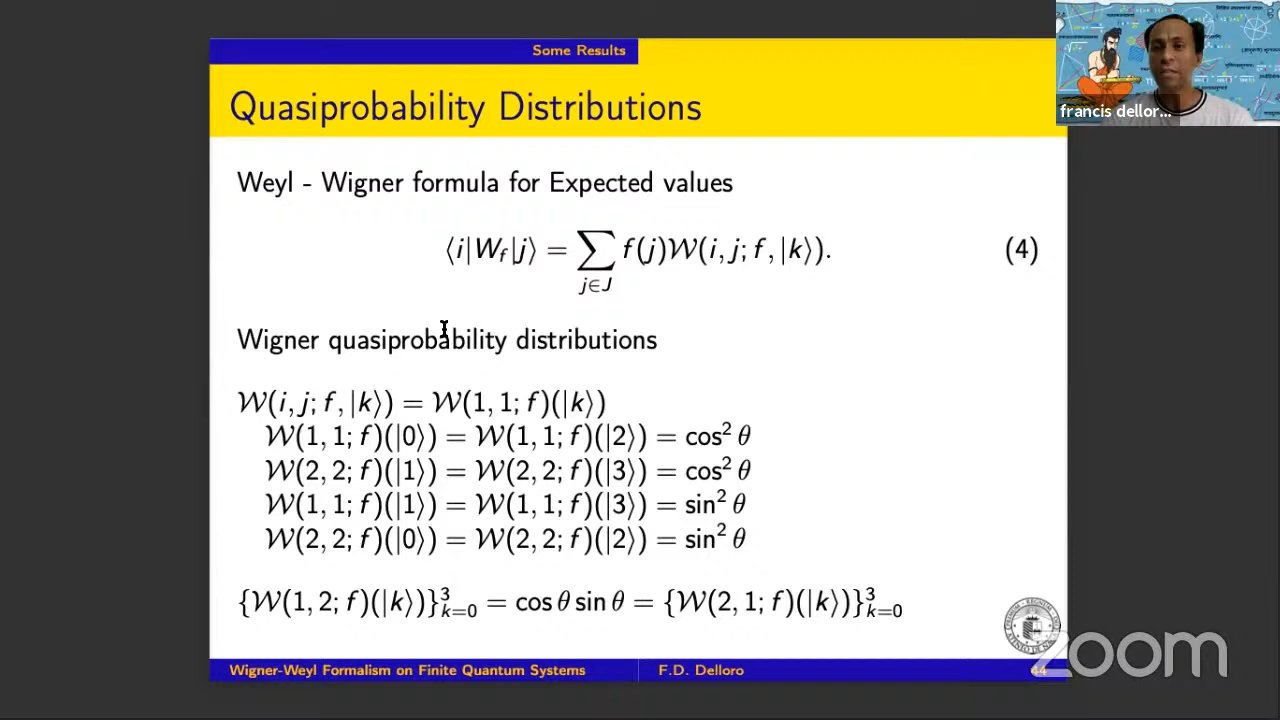 Some Results
Quasiprobability Distributions
Weyl - Wigner formula for Expected values
⟨i|W_f|j⟩ = ∑_{j∈J} f(j)𝒲(i, j; f, |k⟩). (4)
Wigner quasiprobability distributions
𝒲(i, j; f, |k⟩) = 𝒲(1, 1; f)(|k⟩)
𝒲(1, 1; f)(|0⟩) = 𝒲(1, 1; f)(|2⟩) = cos² θ
𝒲(2, 2; f)(|1⟩) = 𝒲(2, 2; f)(|3⟩) = cos² θ
𝒲(1, 1; f)(|1⟩) = 𝒲(1, 1; f)(|3⟩) = sin² θ
𝒲(2, 2; f)(|0⟩) = 𝒲(2, 2; f)(|2⟩) = sin² θ
{𝒲(1, 2; f)(|k⟩)}³_{k=0} = cos θ sin θ = {𝒲(2, 1; f)(|k⟩)}³_{k=0}
Wigner-Weyl Formalism on Finite Quantum Systems F.D. Delloro 44
francis dellor...
zoom